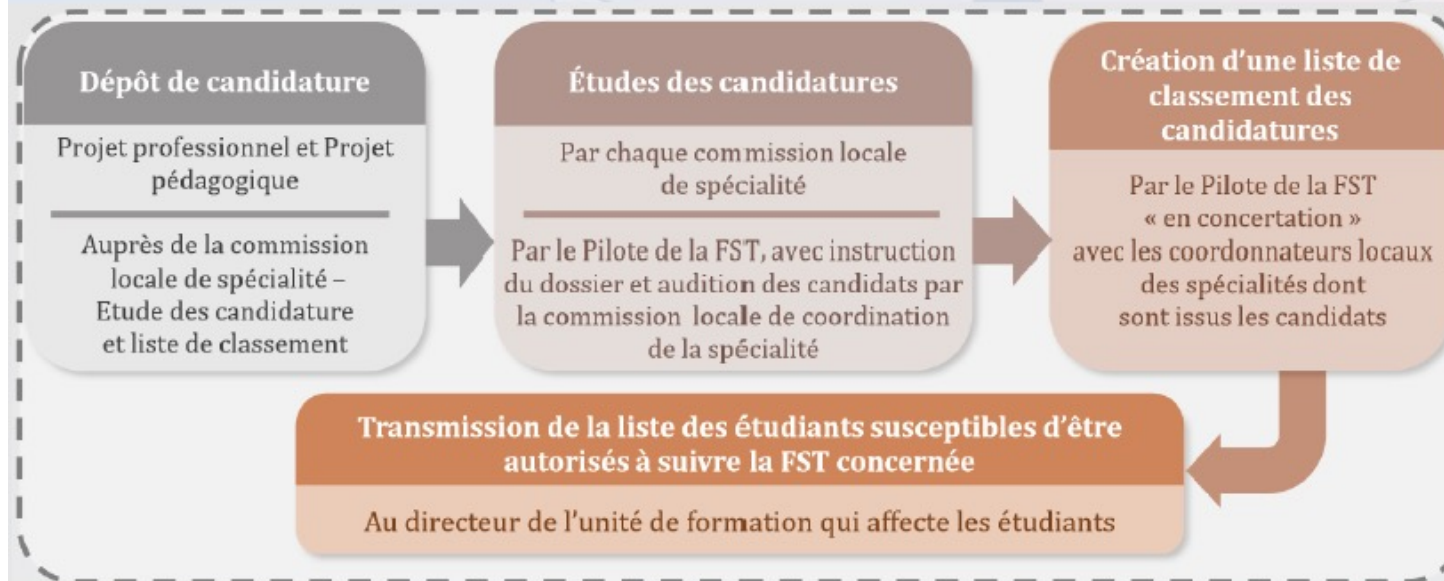 Dépôt de candidature
Projet professionnel et Projet
pédagogique
Auprès de la commission
locale de spécialité –
Etude des candidature
et liste de classement
Études des candidatures
Par chaque commission locale
de spécialité
Par le Pilote de la FST, avec instruction
du dossier et audition des candidats par
la commission locale de coordination
de la spécialité
Création d'une liste de
classement des
candidatures
Par le Pilote de la FST
« en concertation »
avec les coordonnateurs locaux
des spécialités dont
sont issus les candidats
Transmission de la liste des étudiants susceptibles d'être
autorisés à suivre la FST concernée
Au directeur de l'unité de formation qui affecte les étudiants